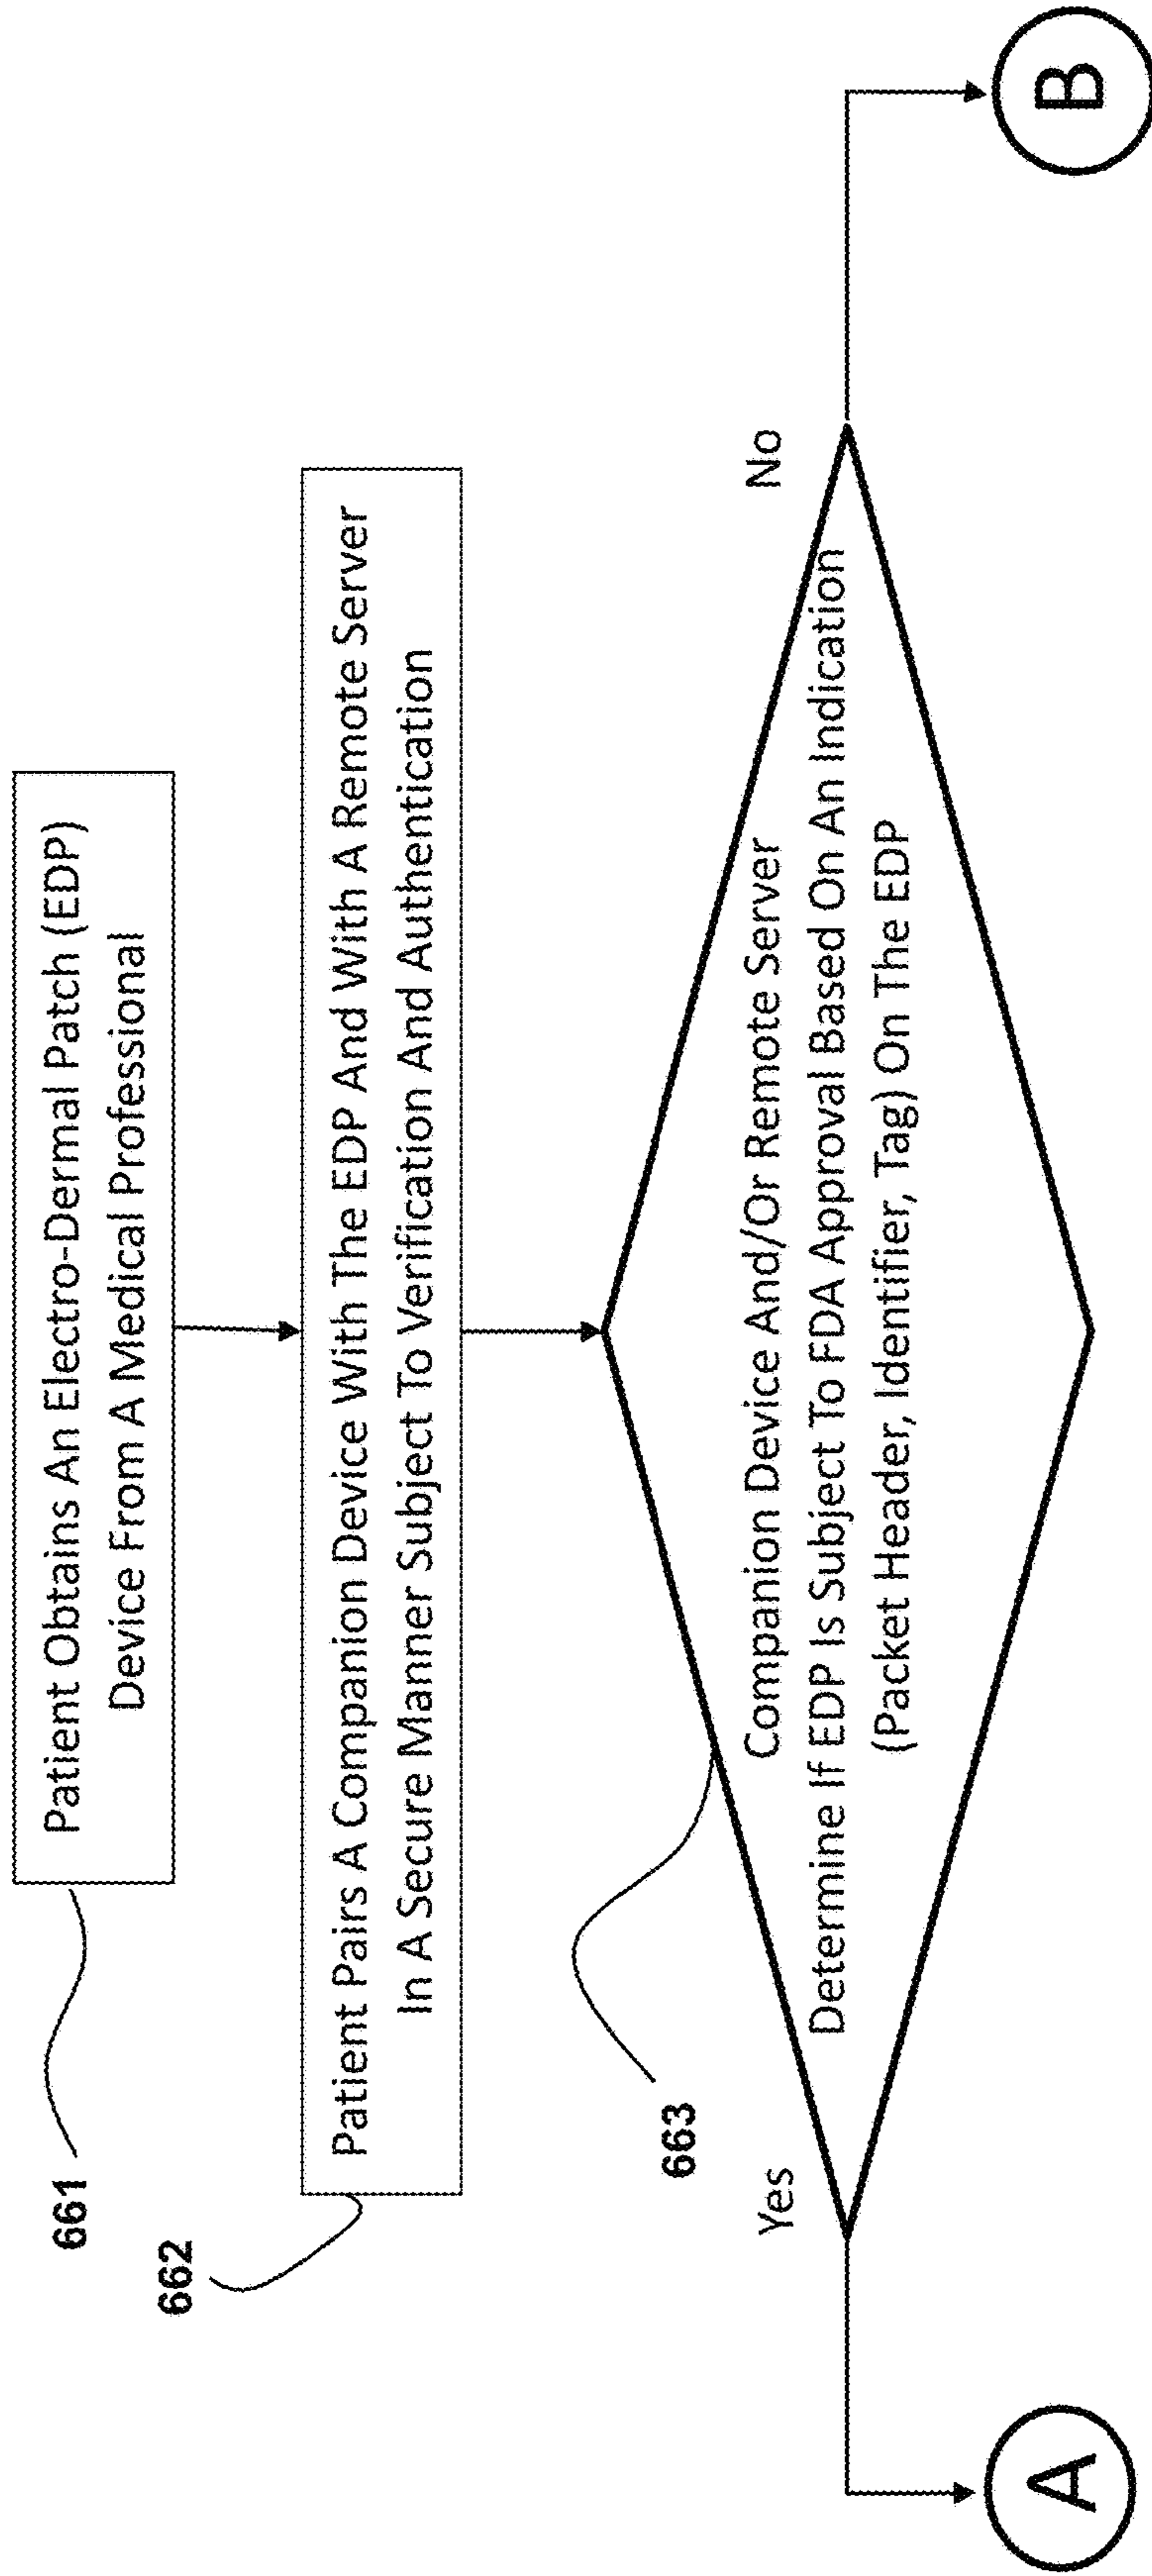 661
Patient Obtains An Electro-Dermal Patch (EDP)
Device From A Medical Professional
662
Patient Pairs A Companion Device With The EDP And With A Remote Server
In A Secure Manner Subject To Verification And Authentication
663
Yes
No
Companion Device And/Or Remote Server
Determine If EDP Is Subject To FDA Approval Based On An Indication
(Packet Header, Identifier, Tag) On The EDP
A
B